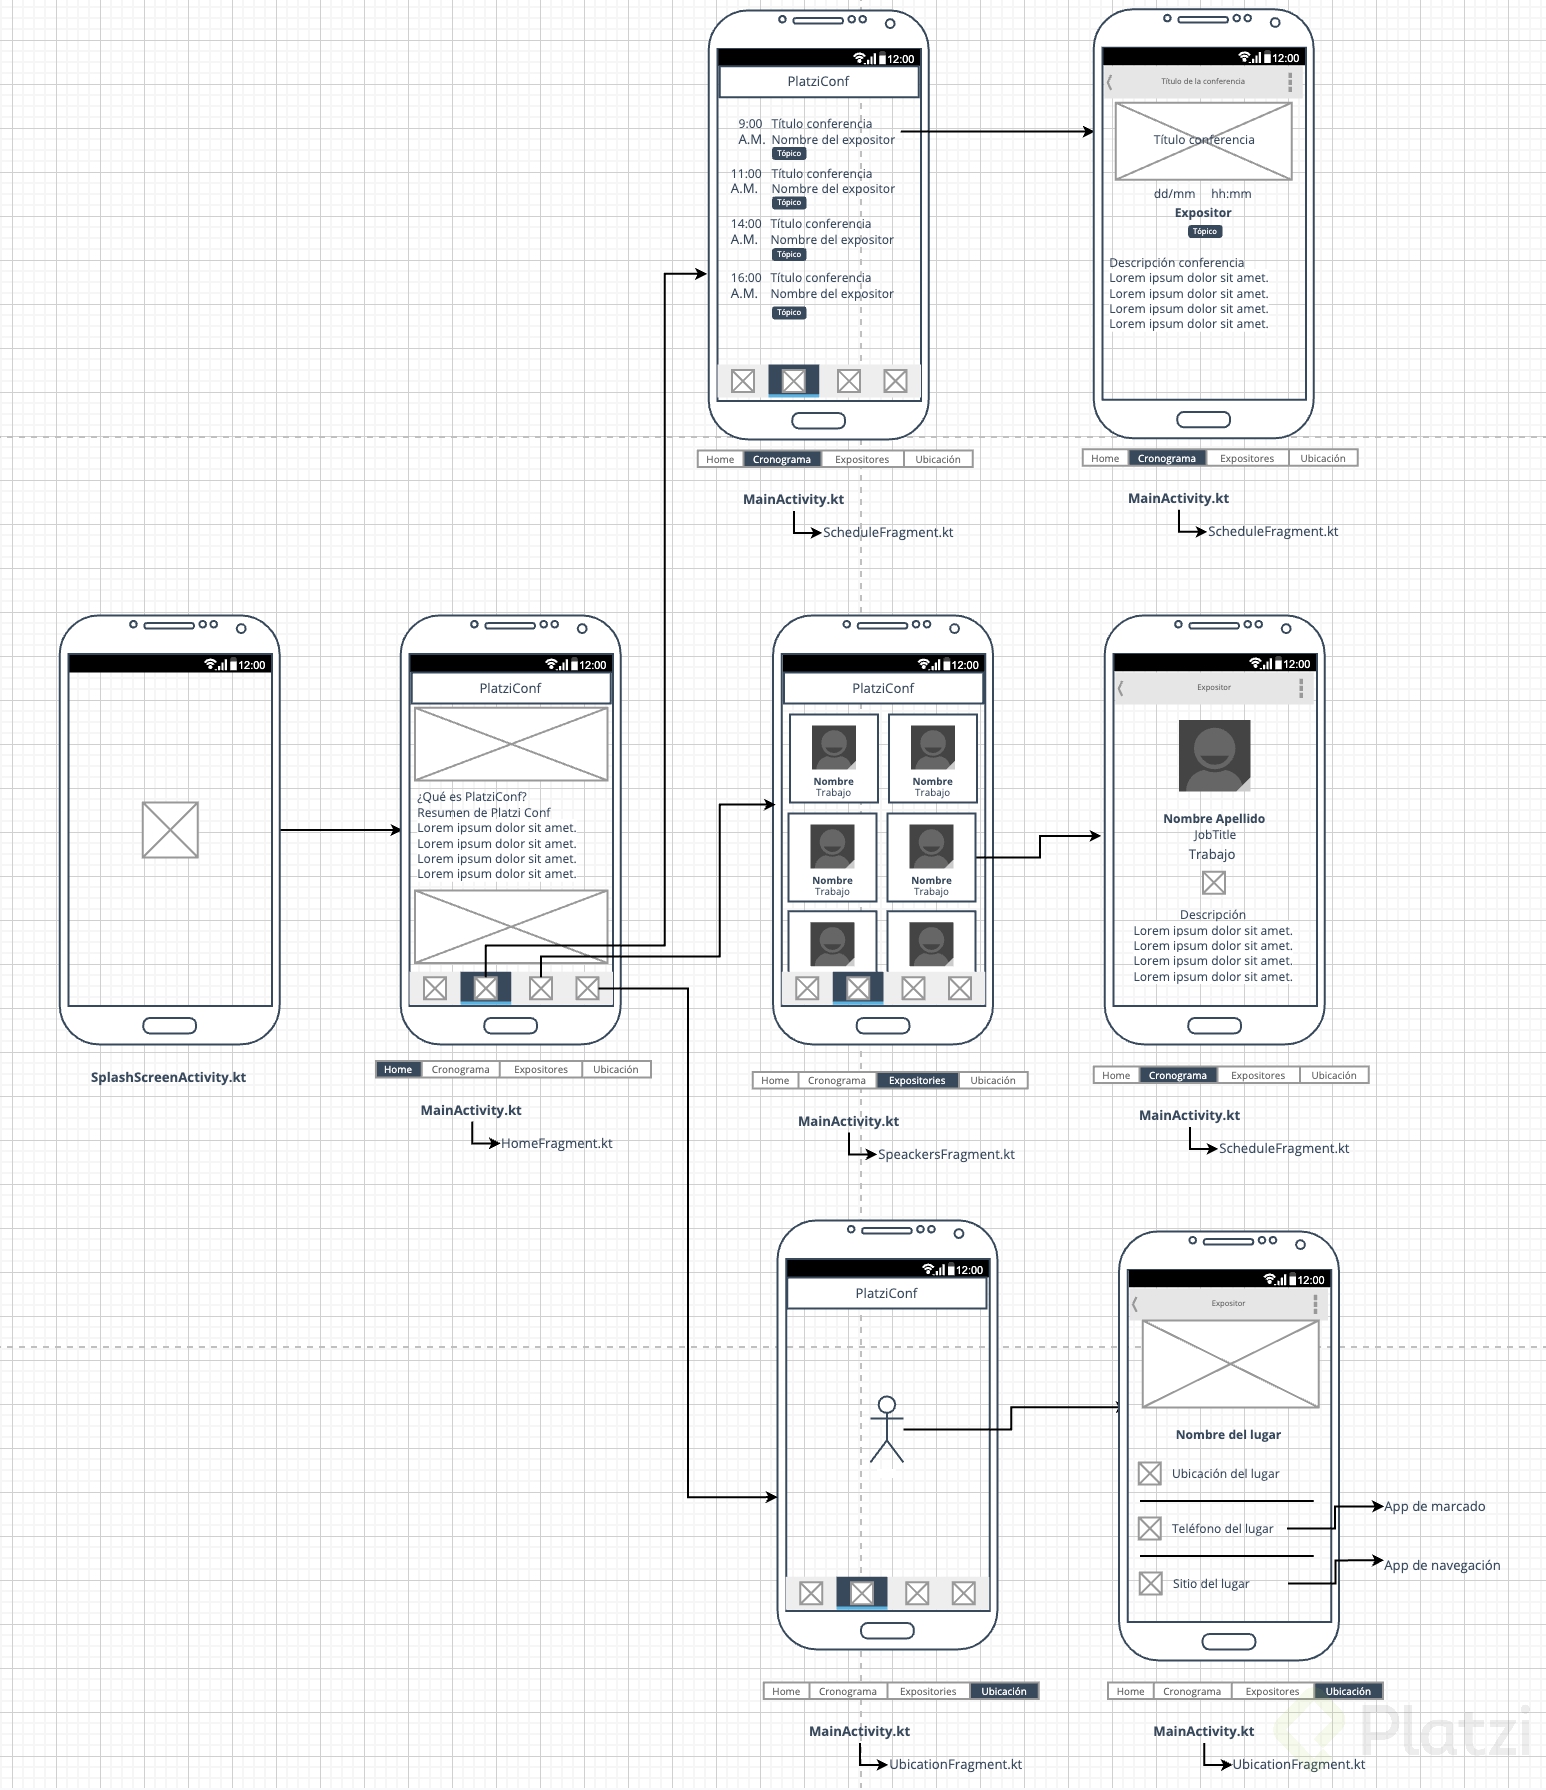 12:00
PlatziConf
9:00 Título conferencia
A.M. Nombre del expositor
Tópico
11:00 Título conferencia
A.M. Nombre del expositor
Tópico
14:00 Título conferencia
A.M. Nombre del expositor
Tópico
16:00 Título conferencia
A.M. Nombre del expositor
Tópico
Home Cronograma Expositores Ubicación
MainActivity.kt
ScheduleFragment.kt
12:00
Título de la conferencia
Título conferencia
dd/mm hh:mm
Expositor
Tópico
Descripción conferencia
Lorem ipsum dolor sit amet.
Lorem ipsum dolor sit amet.
Lorem ipsum dolor sit amet.
Lorem ipsum dolor sit amet.
Home Cronograma Expositores Ubicación
MainActivity.kt
ScheduleFragment.kt
12:00
SplashScreenActivity.kt
12:00
PlatziConf
¿Qué es PlatziConf?
Resumen de Platzi Conf
Lorem ipsum dolor sit amet.
Lorem ipsum dolor sit amet.
Lorem ipsum dolor sit amet.
Lorem ipsum dolor sit amet.
Home Cronograma Expositores Ubicación
MainActivity.kt
HomeFragment.kt
12:00
PlatziConf
Nombre Nombre
Trabajo Trabajo
Nombre Nombre
Trabajo Trabajo
Home Cronograma Expositories Ubicación
MainActivity.kt
SpeackersFragment.kt
12:00
Expositor
Nombre Apellido
JobTitle
Trabajo
Descripción
Lorem ipsum dolor sit amet.
Lorem ipsum dolor sit amet.
Lorem ipsum dolor sit amet.
Lorem ipsum dolor sit amet.
Home Cronograma Expositores Ubicación
MainActivity.kt
ScheduleFragment.kt
12:00
PlatziConf
Home Cronograma Expositories Ubicación
MainActivity.kt
UbicationFragment.kt
12:00
Expositor
Nombre del lugar
Ubicación del lugar
Teléfono del lugar
App de marcado
Sitio del lugar
App de navegación
Home Cronograma Expositores Ubicación
MainActivity.kt
UbicationFragment.kt
Platzi